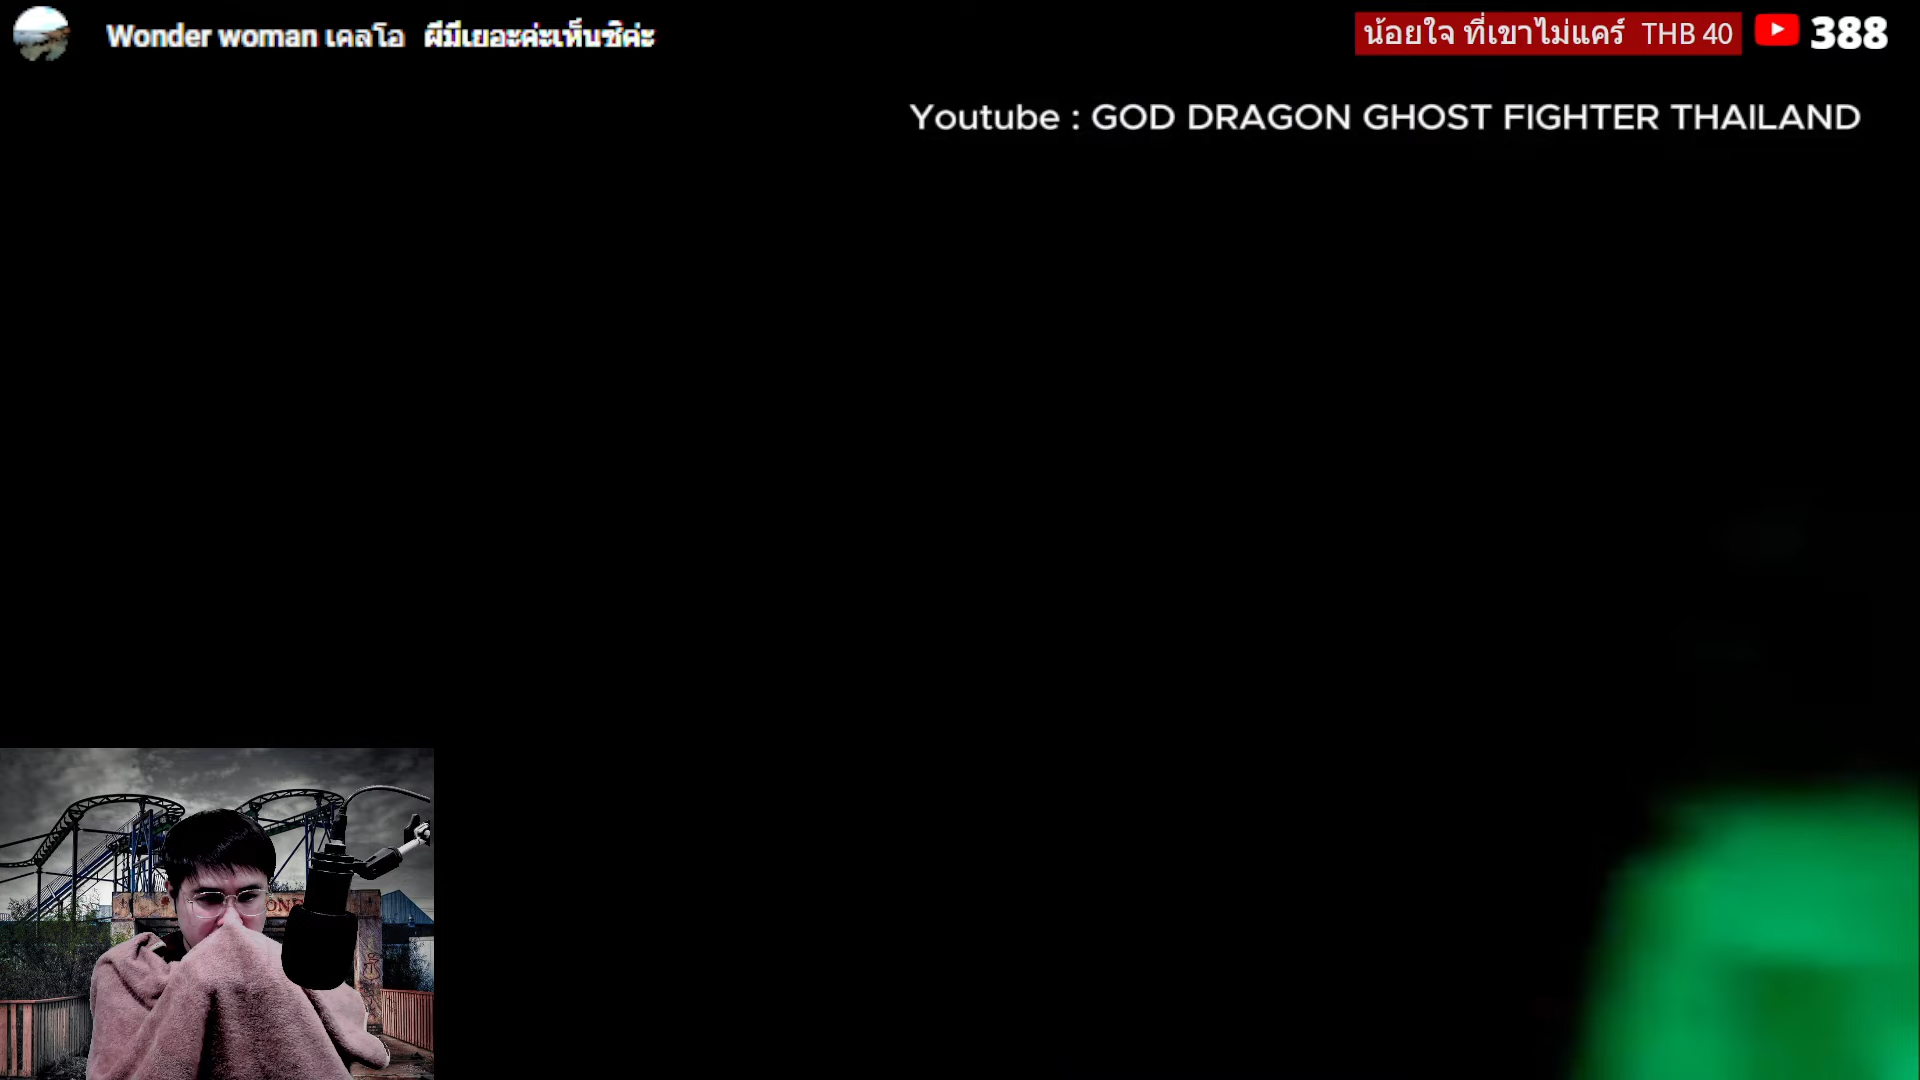 Wonder woman เคลโอ ผีมีเยอะค่ะเห็นซิค่ะ
น้อยใจ ที่เขาไม่แคร์ THB 40 388
Youtube : GOD DRAGON GHOST FIGHTER THAILAND